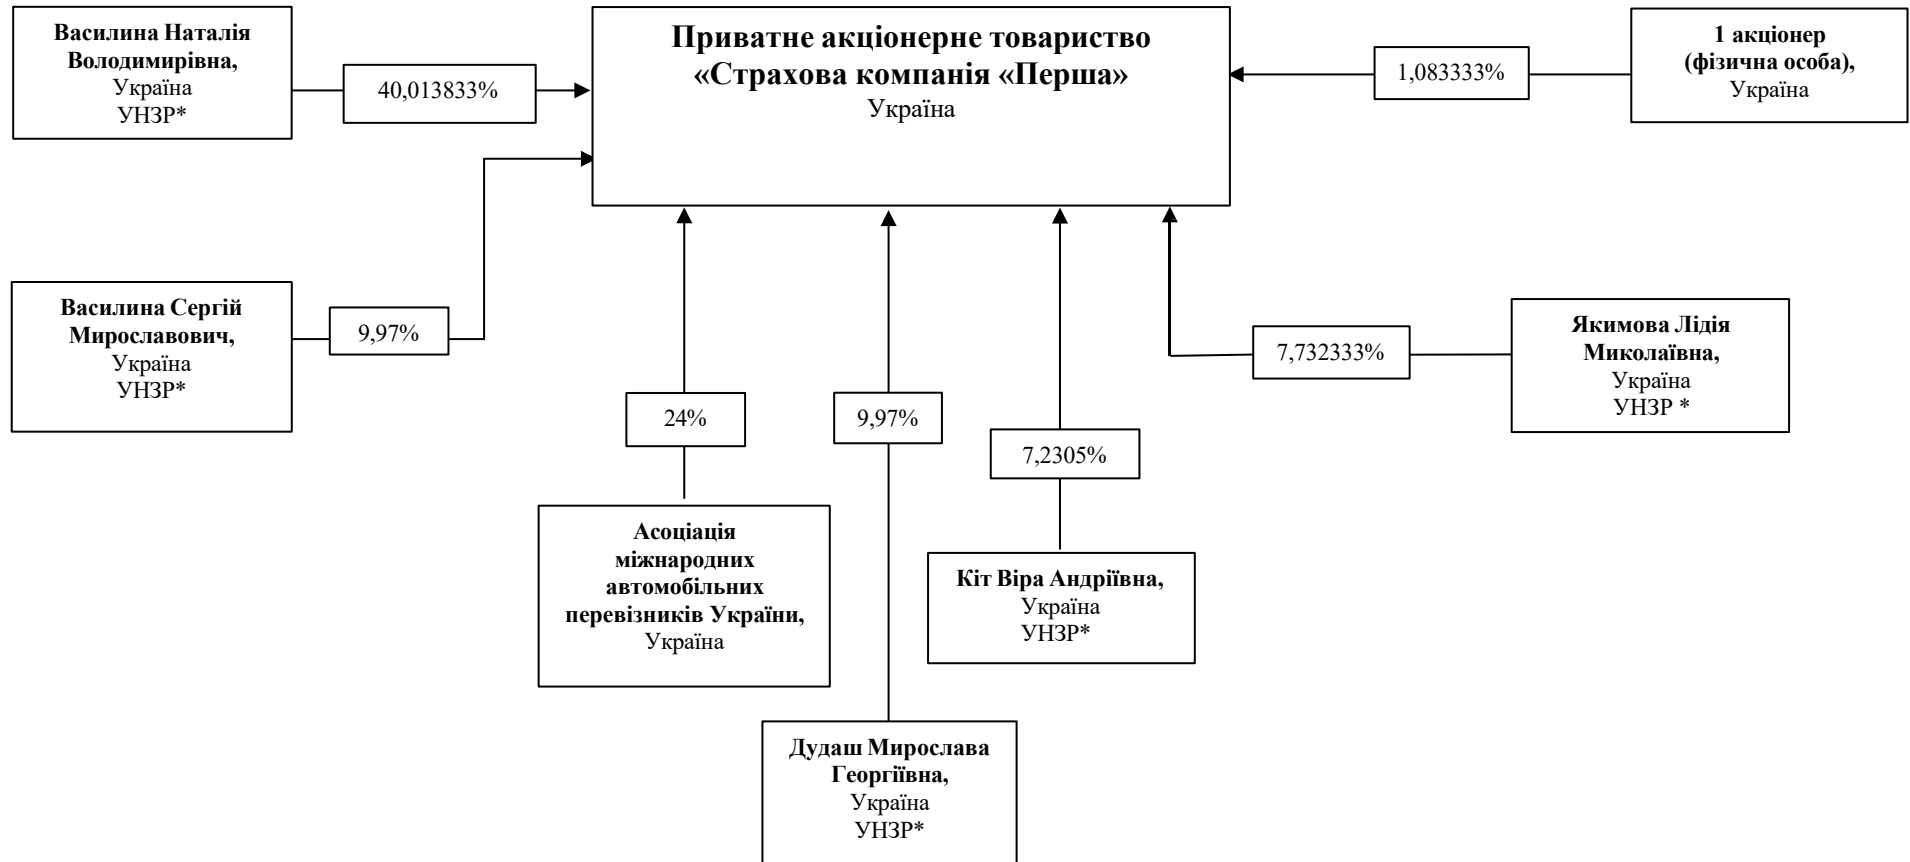 Василина Наталія
Володимирівна,
Україна
УНЗР*
40,013833%
Приватне акціонерне товариство
«Страхова компанія «Перша»
Україна
1,083333%
1 акціонер
(фізична особа),
Україна
Василина Сергій
Мирославович,
Україна
УНЗР*
9,97%
24%
9,97%
7,2305%
7,732333%
Якимова Лідія
Миколаївна,
Україна
УНЗР *
Асоціація
міжнародних
автомобільних
перевізників України,
Україна
Кіт Віра Андріївна,
Україна
УНЗР*
Дудаш Мирослава
Георгіївна,
Україна
УНЗР*